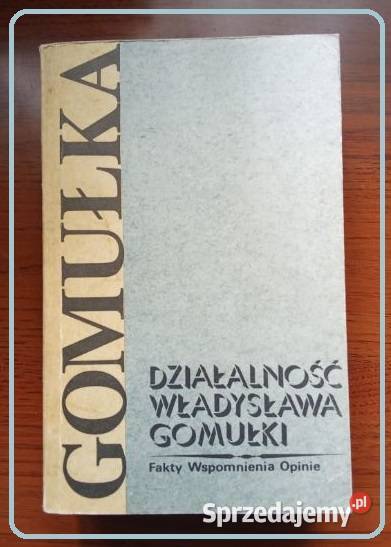 GOMUŁKA
DZIAŁALNOŚĆ
WŁADYSŁAWA
GOMUŁKI
Fakty Wspomnienia Opinie
Sprzedajemy.pl